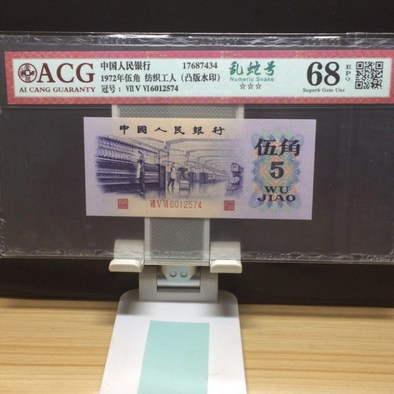 ACG
AI CANG GUARANTY
中国人民银行 17687434
1972年伍角 纺织工人（凸版水印）
冠号： VII V VI6012574
乱蛇号
Numeric Snake
☆☆☆
68 EPQ
Superb Gem Unc
中國人民銀行
伍角
5
WU
JIAO
VII V VI 6012574